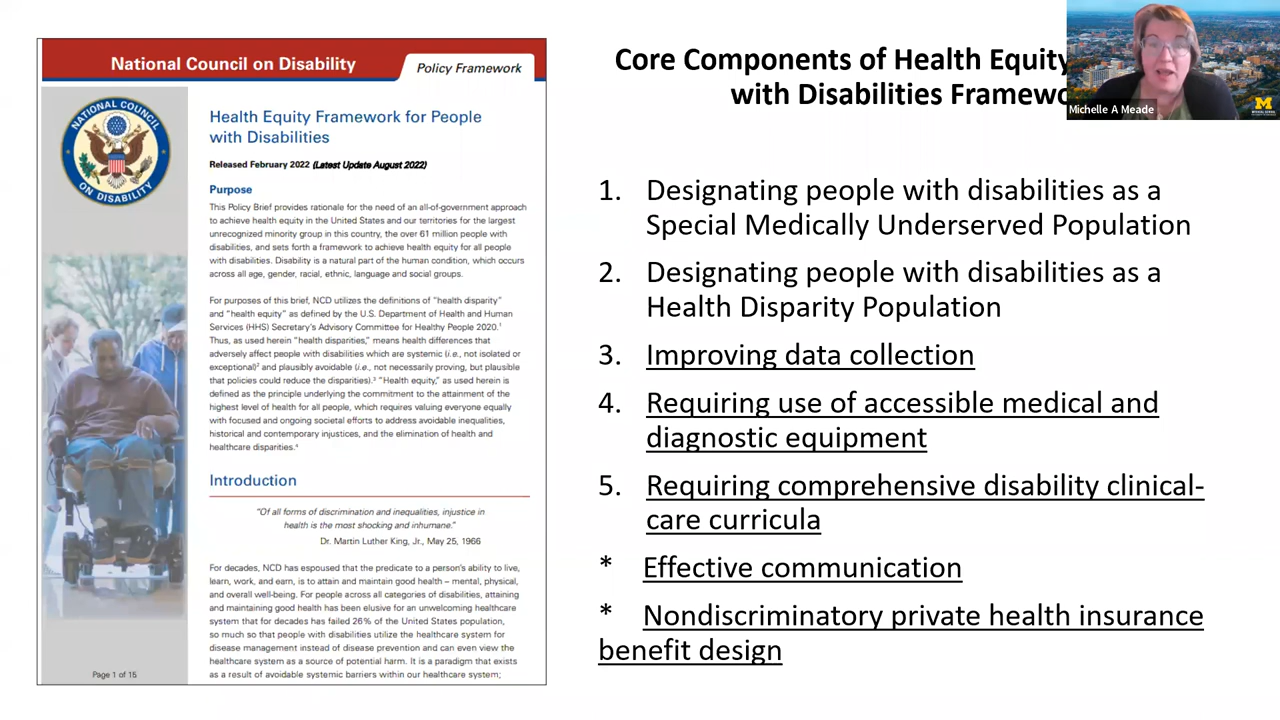 National Council on Disability
Policy Framework
NATIONAL COUNCIL
ON DISABILITY
Health Equity Framework for People
with Disabilities
Released February 2022 (Latest Update August 2022)
Purpose
This Policy Brief provides rationale for the need of an all-of-government approach
to achieve health equity in the United States and our territories for the largest
unrecognized minority group in this country, the over 61 million people with
disabilities, and sets forth a framework to achieve health equity for all people
with disabilities. Disability is a natural part of the human condition, which occurs
across all age, gender, racial, ethnic, language and social groups.
For purposes of this brief, NCD utilizes the definitions of “health disparity”
and “health equity” as defined by the U.S. Department of Health and Human
Services (HHS) Secretary’s Advisory Committee for Healthy People 2020.1
Thus, as used herein “health disparities,” means health differences that
adversely affect people with disabilities which are systemic (i.e., not isolated or
exceptional)2 and plausibly avoidable (i.e., not necessarily proving, but plausible
that policies could reduce the disparities).3 “Health equity,” as used herein is
defined as the principle underlying the commitment to the attainment of the
highest level of health for all people, which requires valuing everyone equally
with focused and ongoing societal efforts to address avoidable inequalities,
historical and contemporary injustices, and the elimination of health and
healthcare disparities.4
Introduction
“Of all forms of discrimination and inequalities, injustice in
health is the most shocking and inhumane.”
Dr. Martin Luther King, Jr., May 25, 1966
For decades, NCD has espoused that the predicate to a person’s ability to live,
learn, work, and earn, is to attain and maintain good health – mental, physical,
and overall well-being. For people across all categories of disabilities, attaining
and maintaining good health has been elusive for an unwelcoming healthcare
system that for decades has failed 26% of the United States population,
so much so that people with disabilities utilize the healthcare system for
disease management instead of disease prevention and can even view the
healthcare system as a source of potential harm. It is a paradigm that exists
as a result of avoidable systemic barriers within our healthcare system;
Page 1 of 15
Core Components of Health Equity
with Disabilities Framewo
1. Designating people with disabilities as a
Special Medically Underserved Population
2. Designating people with disabilities as a
Health Disparity Population
3. Improving data collection
4. Requiring use of accessible medical and
diagnostic equipment
5. Requiring comprehensive disability clinical-
care curricula
* Effective communication
* Nondiscriminatory private health insurance
benefit design
Michelle A Meade
M